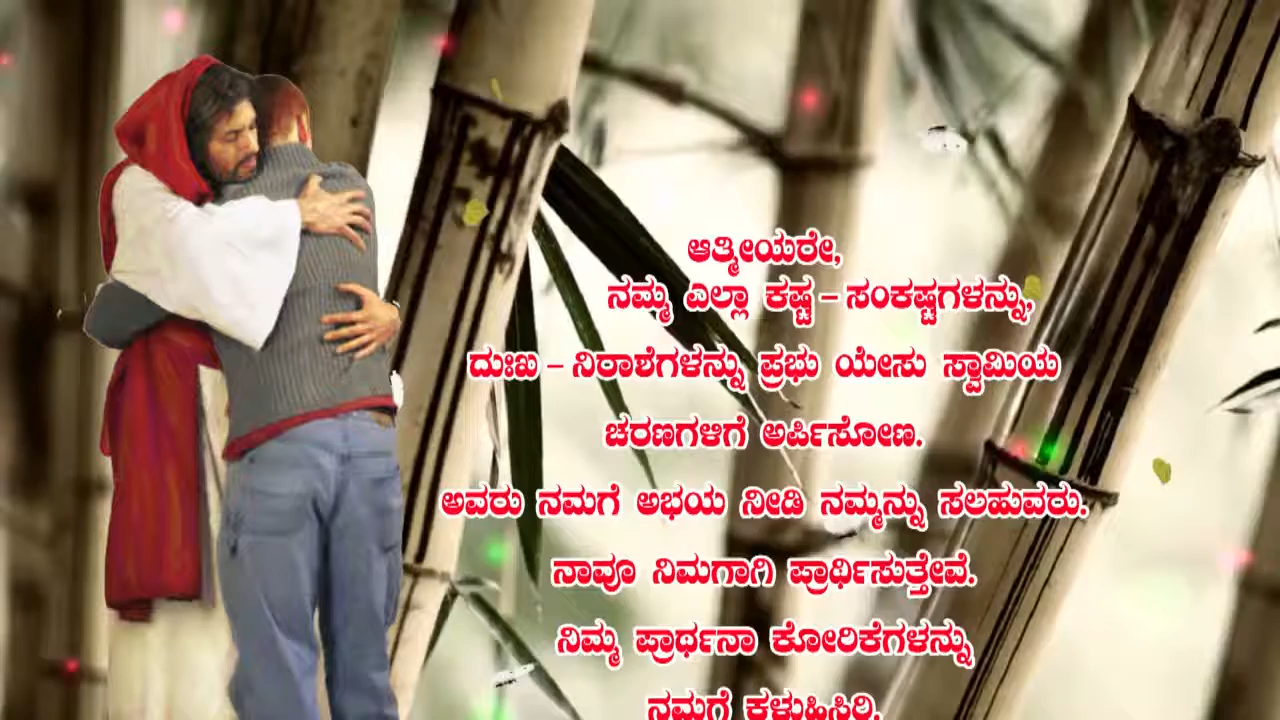 ಆತ್ಮೀಯರೇ,
ನಮ್ಮ ಎಲ್ಲಾ ಕಷ್ಟ – ಸಂಕಷ್ಟಗಳನ್ನು,
ದುಃಖ – ನಿರಾಶೆಗಳನ್ನು ಪ್ರಭು ಯೇಸು ಸ್ವಾಮಿಯ
ಚರಣಗಳಿಗೆ ಅರ್ಪಿಸೋಣ.
ಅವರು ನಮಗೆ ಅಭಯ ನೀಡಿ ನಮ್ಮನ್ನು ಸಲಹುವರು.
ನಾವೂ ನಿಮಗಾಗಿ ಪ್ರಾರ್ಥಿಸುತ್ತೇವೆ.
ನಿಮ್ಮ ಪ್ರಾರ್ಥನಾ ಕೋರಿಕೆಗಳನ್ನು
ನಮಗೆ ಕಳುಹಿಸಿರಿ.